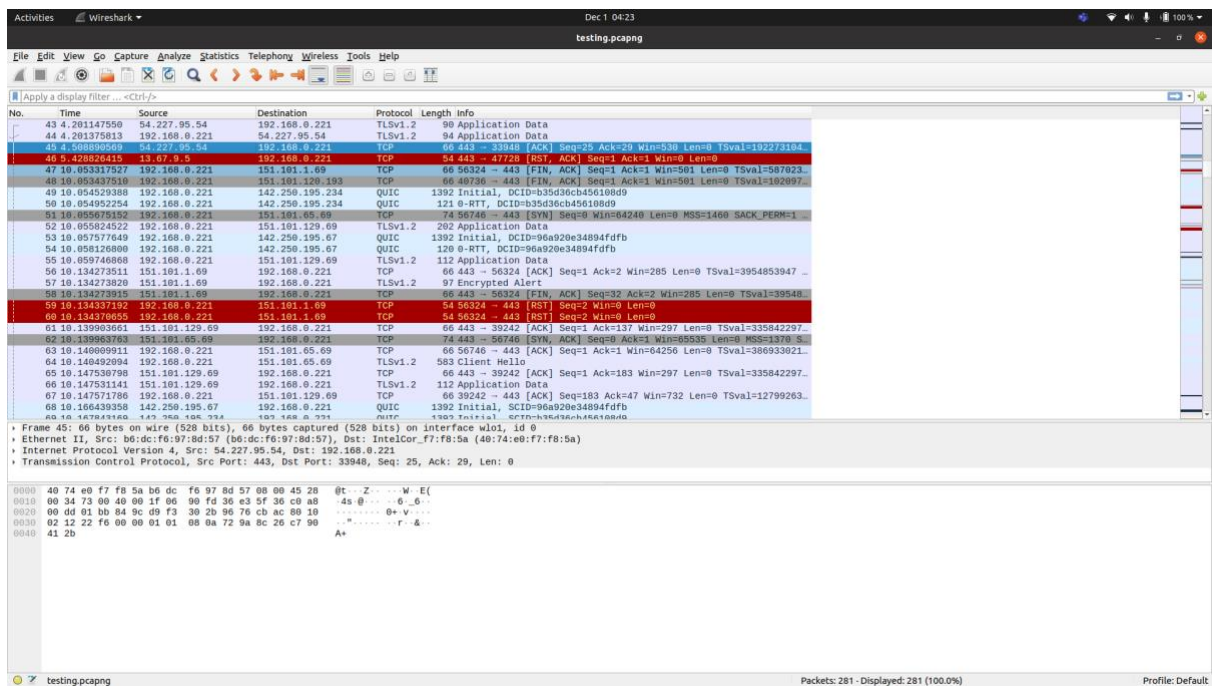 Activities Wireshark Dec 1 04:23 100 %
testing.pcapng
File Edit View Go Capture Analyze Statistics Telephony Wireless Tools Help
Apply a display filter ... <Ctrl-/>
No. Time Source Destination Protocol Length Info
43 4.201147550 54.227.95.54 192.168.0.221 TLSv1.2 90 Application Data
44 4.201375813 192.168.0.221 54.227.95.54 TLSv1.2 94 Application Data
45 4.508890569 54.227.95.54 192.168.0.221 TCP 66 443 → 33948 [ACK] Seq=25 Ack=29 Win=530 Len=0 TSval=192273104…
46 5.428826415 13.67.9.5 192.168.0.221 TCP 54 443 → 47728 [RST, ACK] Seq=1 Ack=1 Win=0 Len=0
47 10.053317527 192.168.0.221 151.101.1.69 TCP 66 56324 → 443 [FIN, ACK] Seq=1 Ack=1 Win=501 Len=0 TSval=587023…
48 10.053437510 192.168.0.221 151.101.120.193 TCP 66 40736 → 443 [FIN, ACK] Seq=1 Ack=1 Win=501 Len=0 TSval=102097…
49 10.054529388 192.168.0.221 142.250.195.234 QUIC 1392 Initial, DCID=b35d36cb456108d9
50 10.054952254 192.168.0.221 142.250.195.234 QUIC 121 0-RTT, DCID=b35d36cb456108d9
51 10.055675152 192.168.0.221 151.101.65.69 TCP 74 56746 → 443 [SYN] Seq=0 Win=64240 Len=0 MSS=1460 SACK_PERM=1 …
52 10.055824522 192.168.0.221 151.101.129.69 TLSv1.2 202 Application Data
53 10.057577649 192.168.0.221 142.250.195.67 QUIC 1392 Initial, DCID=96a920e34894fdfb
54 10.058126800 192.168.0.221 142.250.195.67 QUIC 120 0-RTT, DCID=96a920e34894fdfb
55 10.059746868 192.168.0.221 151.101.129.69 TLSv1.2 112 Application Data
56 10.134273511 151.101.1.69 192.168.0.221 TCP 66 443 → 56324 [ACK] Seq=1 Ack=2 Win=285 Len=0 TSval=3954853947 …
57 10.134273820 151.101.1.69 192.168.0.221 TLSv1.2 97 Encrypted Alert
58 10.134273915 151.101.1.69 192.168.0.221 TCP 66 443 → 56324 [FIN, ACK] Seq=32 Ack=2 Win=285 Len=0 TSval=39548…
59 10.134337192 192.168.0.221 151.101.1.69 TCP 54 56324 → 443 [RST] Seq=2 Win=0 Len=0
60 10.134370655 192.168.0.221 151.101.1.69 TCP 54 56324 → 443 [RST] Seq=2 Win=0 Len=0
61 10.139903661 151.101.129.69 192.168.0.221 TCP 66 443 → 39242 [ACK] Seq=1 Ack=137 Win=297 Len=0 TSval=335842297…
62 10.139963763 151.101.65.69 192.168.0.221 TCP 74 443 → 56746 [SYN, ACK] Seq=0 Ack=1 Win=65535 Len=0 MSS=1370 S…
63 10.140009911 192.168.0.221 151.101.65.69 TCP 66 56746 → 443 [ACK] Seq=1 Ack=1 Win=64256 Len=0 TSval=386933021…
64 10.140492094 192.168.0.221 151.101.65.69 TLSv1.2 583 Client Hello
65 10.147530798 151.101.129.69 192.168.0.221 TCP 66 443 → 39242 [ACK] Seq=1 Ack=183 Win=297 Len=0 TSval=335842297…
66 10.147531141 151.101.129.69 192.168.0.221 TLSv1.2 112 Application Data
67 10.147571786 192.168.0.221 151.101.129.69 TCP 66 39242 → 443 [ACK] Seq=183 Ack=47 Win=732 Len=0 TSval=12799263…
68 10.166439358 142.250.195.67 192.168.0.221 QUIC 1392 Initial, SCID=96a920e34894fdfb
69 10.167843169 142.250.195.234 192.168.0.221 QUIC 1392 Initial, SCID=b35d36cb456108d9
Frame 45: 66 bytes on wire (528 bits), 66 bytes captured (528 bits) on interface wlo1, id 0
Ethernet II, Src: b6:dc:f6:97:8d:57 (b6:dc:f6:97:8d:57), Dst: IntelCor_f7:f8:5a (40:74:e0:f7:f8:5a)
Internet Protocol Version 4, Src: 54.227.95.54, Dst: 192.168.0.221
Transmission Control Protocol, Src Port: 443, Dst Port: 33948, Seq: 25, Ack: 29, Len: 0
0000 40 74 e0 f7 f8 5a b6 dc f6 97 8d 57 08 00 45 28 @t···Z·· ···W··E(
0010 00 34 73 00 40 00 1f 06 90 fd 36 e3 5f 36 c0 a8 ·4s·@··· ··6·_6··
0020 00 dd 01 bb 84 9c d9 f3 30 2b 96 76 cb ac 80 10 ········ 0+·v····
0030 02 12 22 f6 00 00 01 01 08 0a 72 9a 8c 26 c7 90 ··"····· ··r··&··
0040 41 2b A+
testing.pcapng Packets: 281 · Displayed: 281 (100.0%) Profile: Default